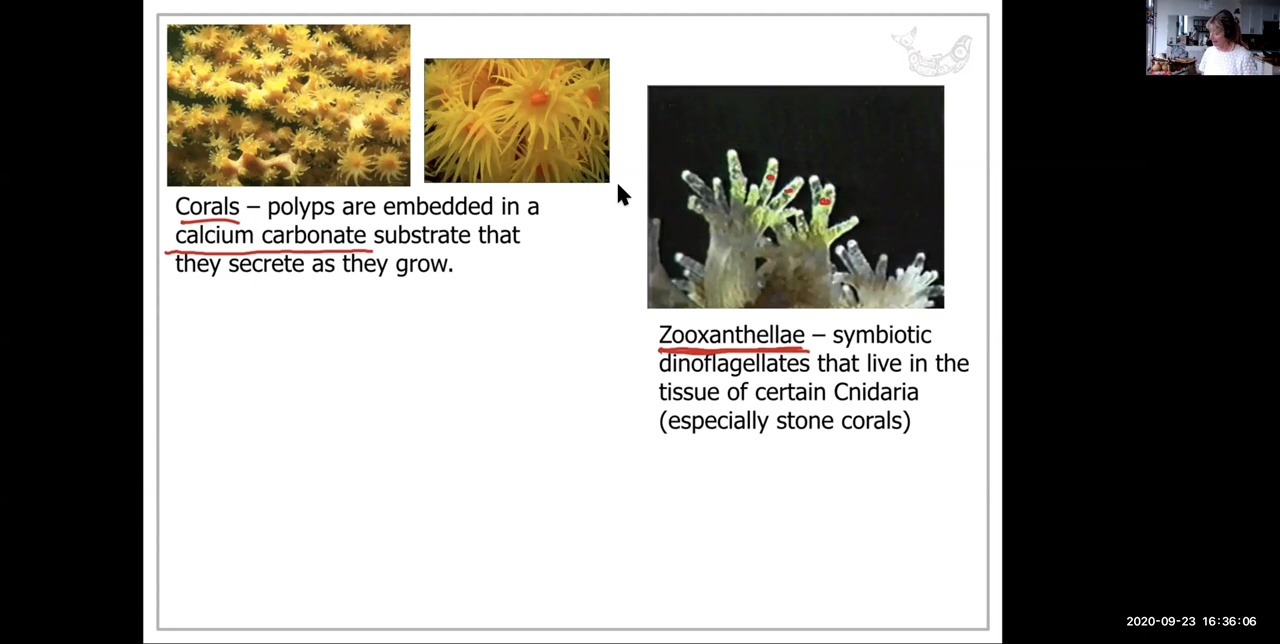 Corals – polyps are embedded in a
calcium carbonate substrate that
they secrete as they grow.
Zooxanthellae – symbiotic
dinoflagellates that live in the
tissue of certain Cnidaria
(especially stone corals)
2020-09-23 16:36:06